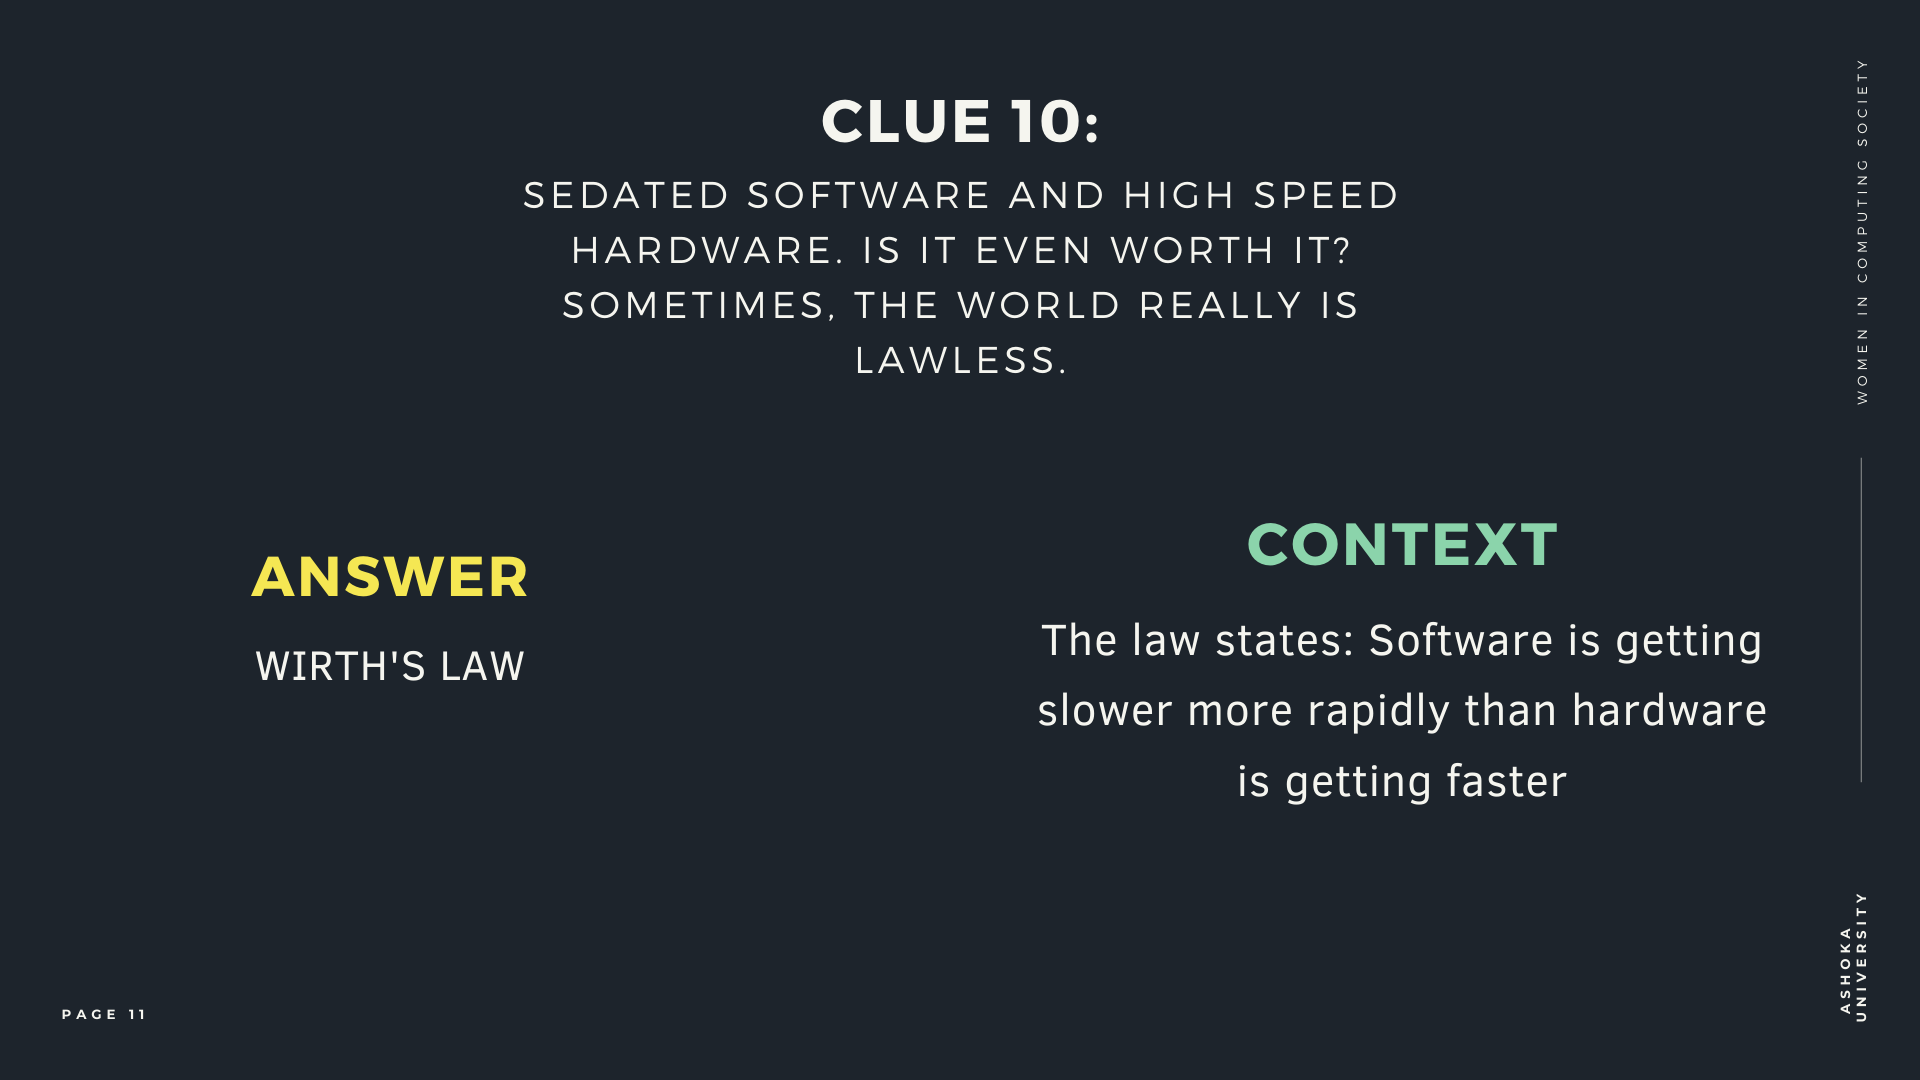 CLUE 10:
SEDATED SOFTWARE AND HIGH SPEED
HARDWARE. IS IT EVEN WORTH IT?
SOMETIMES, THE WORLD REALLY IS
LAWLESS.
ANSWER
WIRTH'S LAW
CONTEXT
The law states: Software is getting
slower more rapidly than hardware
is getting faster
WOMEN IN COMPUTING SOCIETY
ASHOKA
UNIVERSITY
PAGE 11